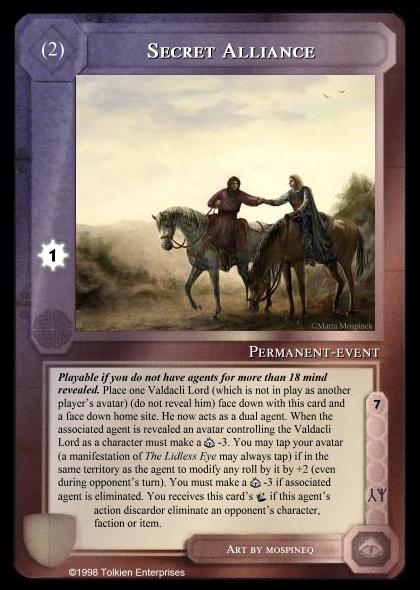 (2)
SECRET ALLIANCE
1
©Maria Mospinek
PERMANENT-EVENT
Playable if you do not have agents for more than 18 mind
revealed. Place one Valdacli Lord (which is not in play as another
player's avatar) (do not reveal him) face down with this card and
a face down home site. He now acts as a dual agent. When the
associated agent is revealed an avatar controlling the Valdacli
Lord as a character must make a -3. You may tap your avatar
(a manifestation of The Lidless Eye may always tap) if in the
same territory as the agent to modify any roll by it by +2 (even
during opponent's turn). You must make a -3 if associated
agent is eliminated. You receives this card's if this agent's
action discardor eliminate an opponent's character,
faction or item.
7
ART BY MOSPINEQ
©1998 Tolkien Enterprises